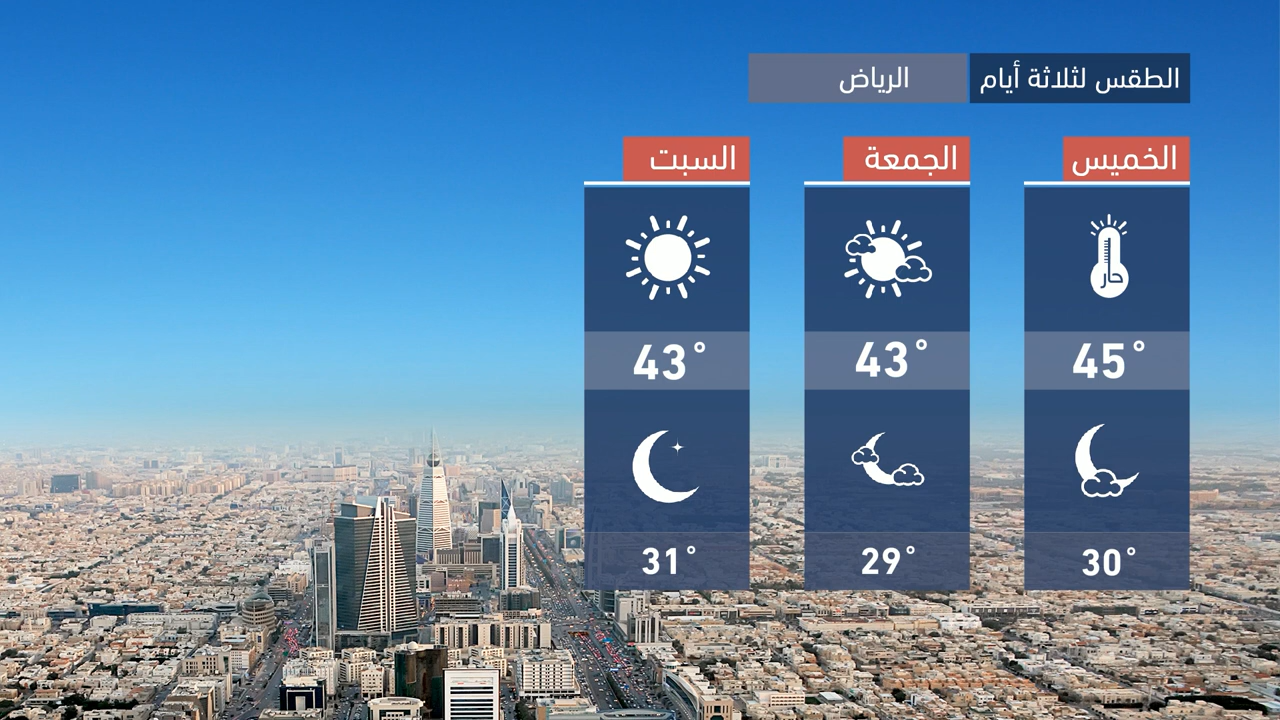 الطقس لثلاثة أيام
الرياض
الخميس
الجمعة
السبت
حار
45°
43°
43°
30°
29°
31°